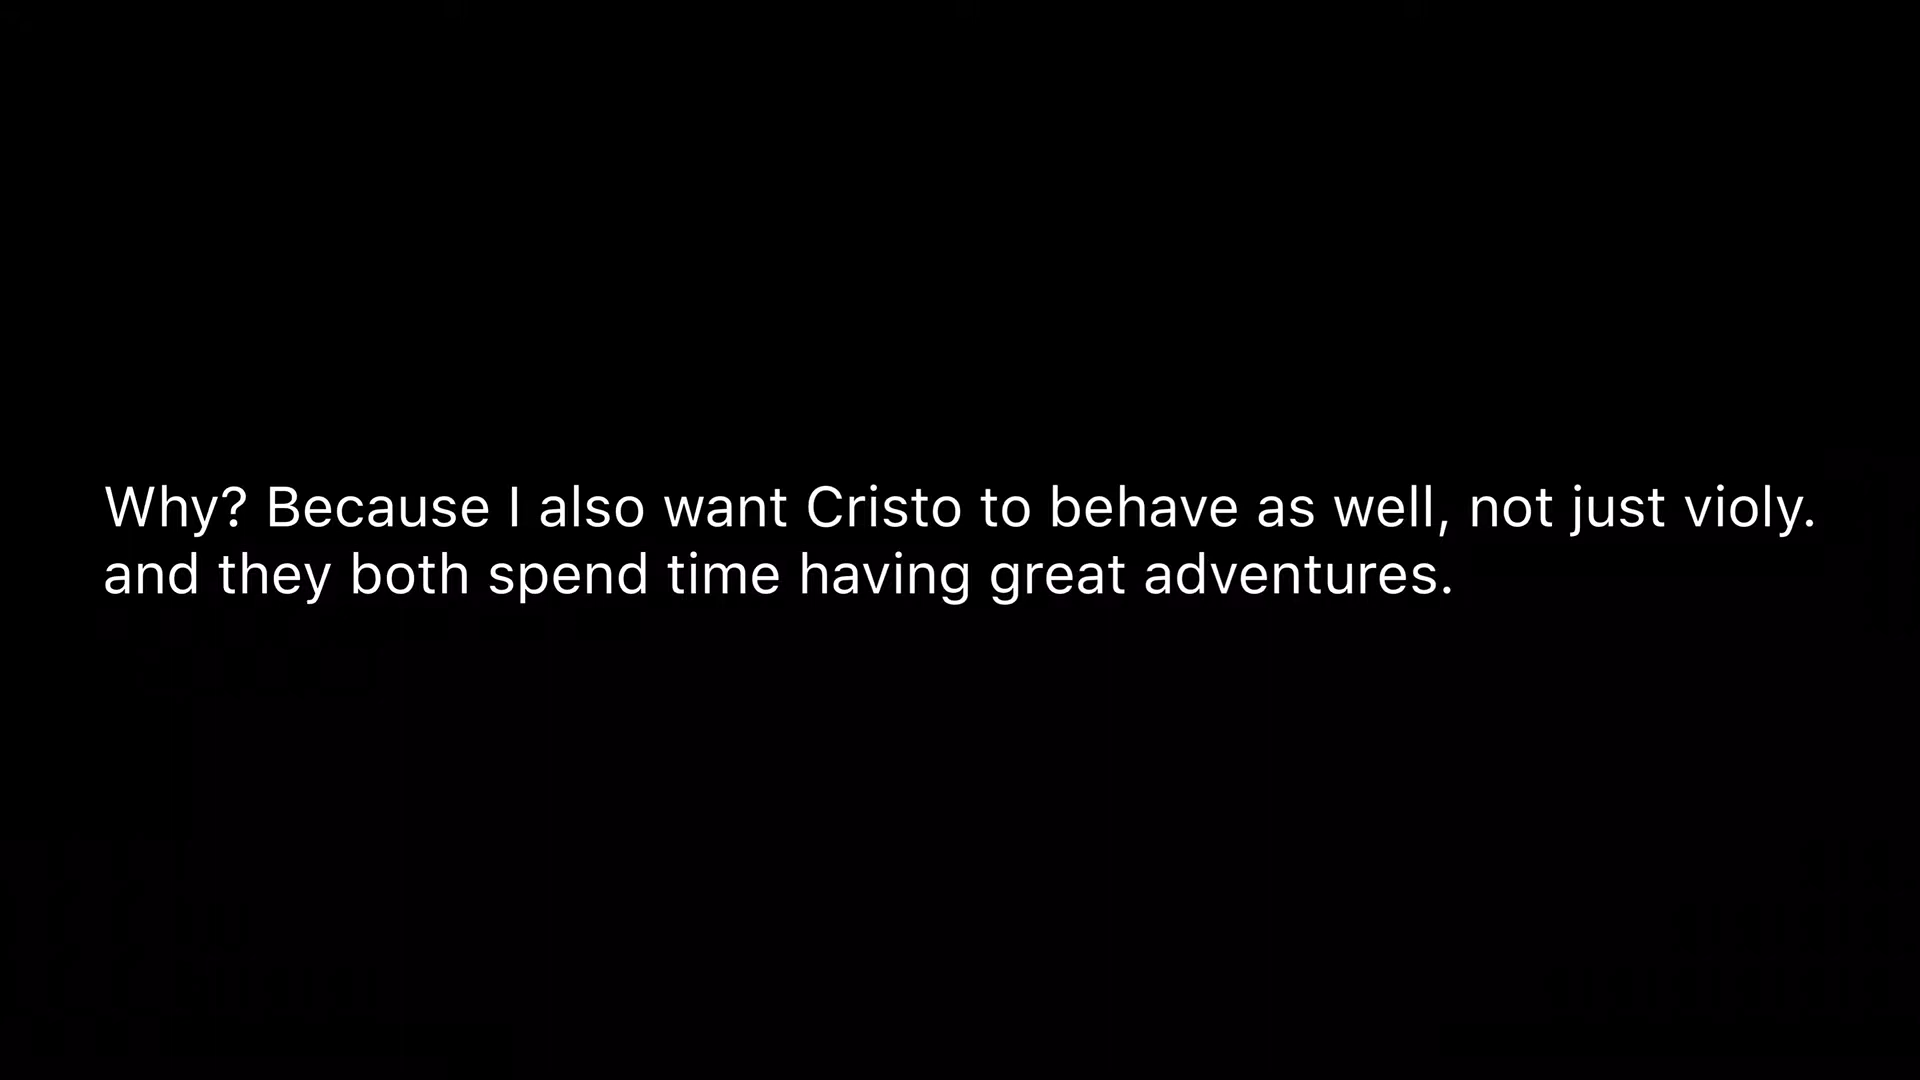 Why? Because I also want Cristo to behave as well, not just violy.
and they both spend time having great adventures.